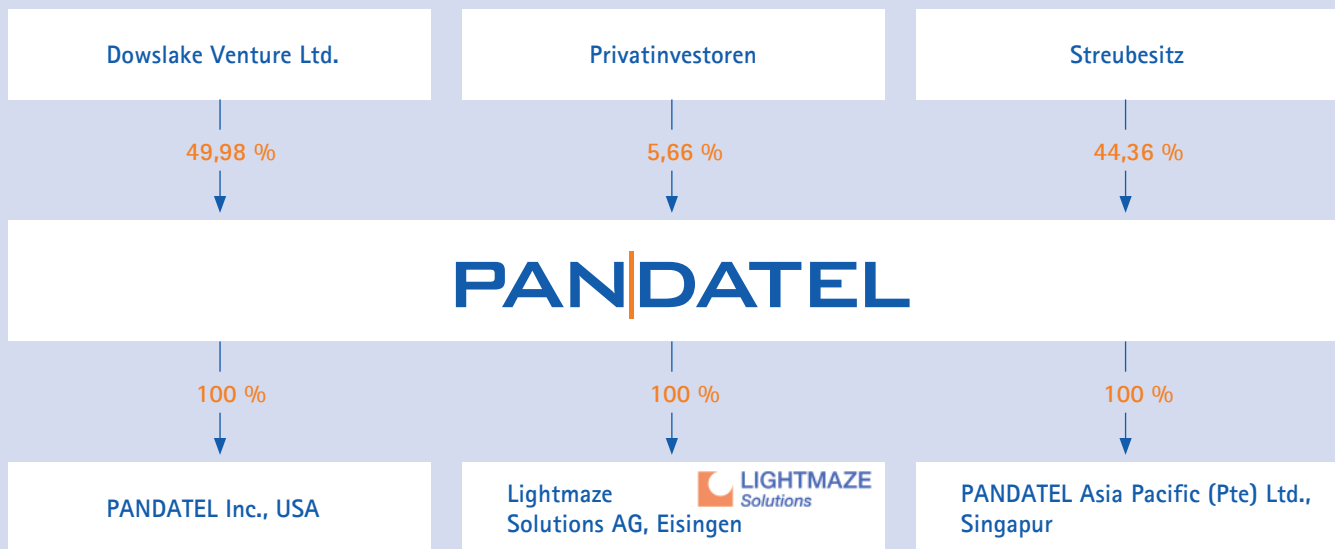 Dowslake Venture Ltd.
Privatinvestoren
Streubesitz
49,98 %
5,66 %
44,36 %
PANDATEL
100 %
100 %
100 %
PANDATEL Inc., USA
Lightmaze
Solutions AG, Eisingen
LIGHTMAZE
Solutions
PANDATEL Asia Pacific (Pte) Ltd.,
Singapur